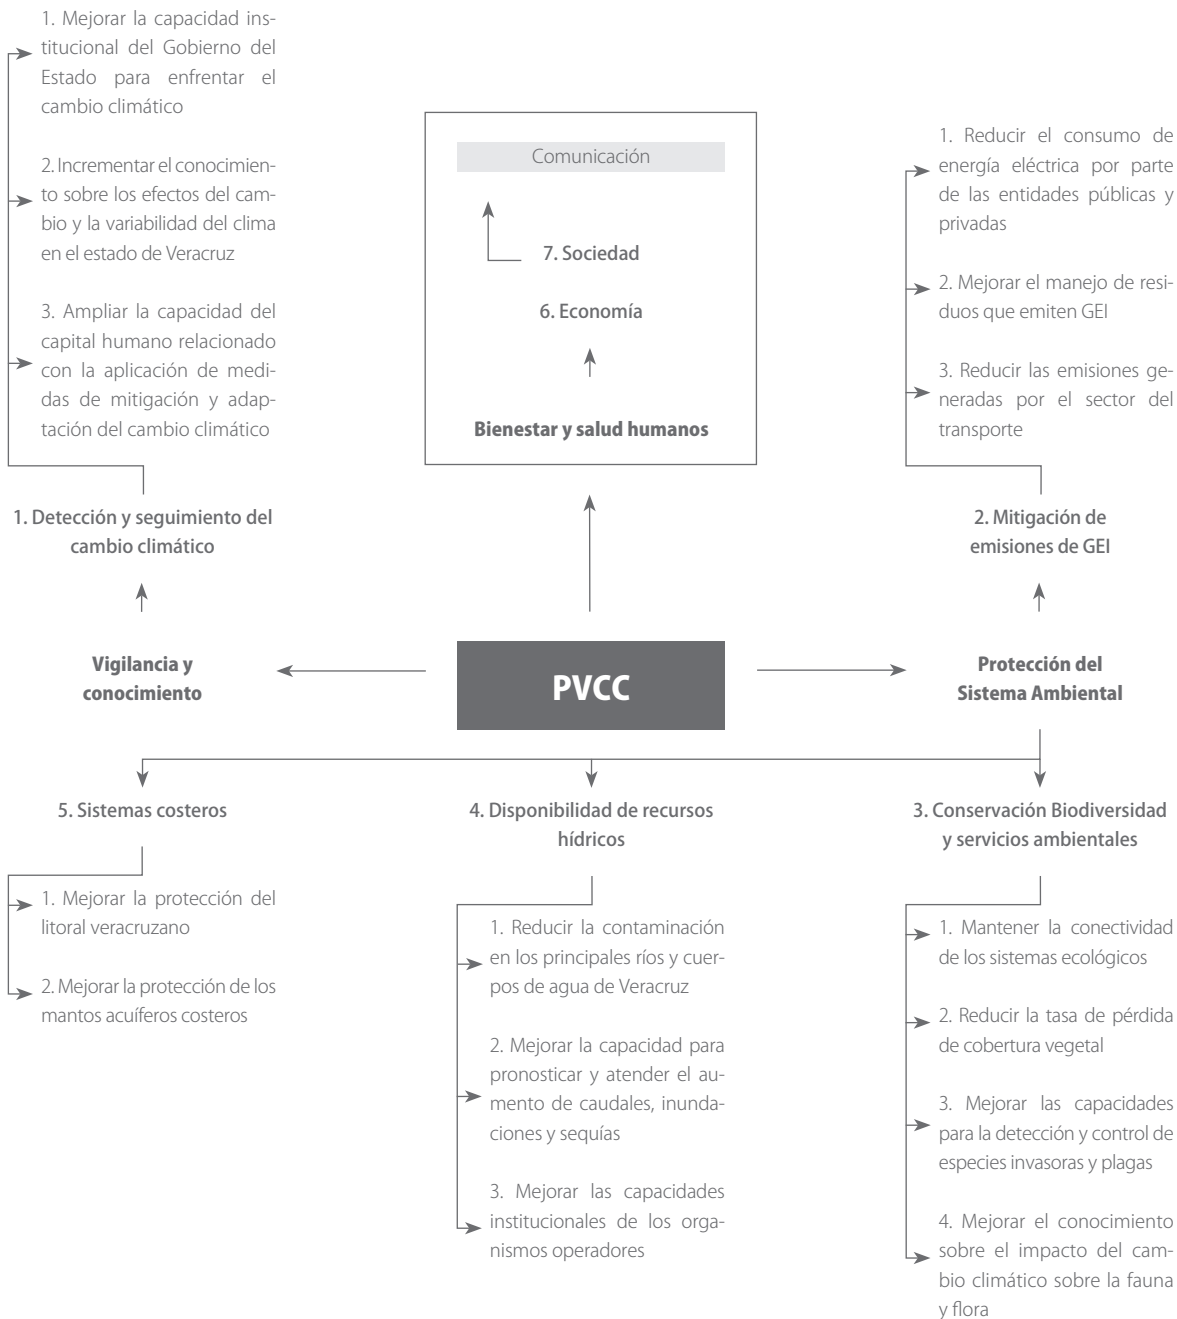 1. Mejorar la capacidad ins-
titucional del Gobierno del
Estado para enfrentar el
cambio climático
2. Incrementar el conocimien-
to sobre los efectos del cam-
bio y la variabilidad del clima
en el estado de Veracruz
3. Ampliar la capacidad del
capital humano relacionado
con la aplicación de medi-
das de mitigación y adap-
tación del cambio climático
1. Detección y seguimiento del
cambio climático
Vigilancia y
conocimiento
Comunicación
7. Sociedad
6. Economía
Bienestar y salud humanos
PVCC
1. Reducir el consumo de
energía eléctrica por parte
de las entidades públicas y
privadas
2. Mejorar el manejo de resi-
duos que emiten GEI
3. Reducir las emisiones ge-
neradas por el sector del
transporte
2. Mitigación de
emisiones de GEI
Protección del
Sistema Ambiental
5. Sistemas costeros
1. Mejorar la protección del
litoral veracruzano
2. Mejorar la protección de los
mantos acuíferos costeros
4. Disponibilidad de recursos
hídricos
1. Reducir la contaminación
en los principales ríos y cuer-
pos de agua de Veracruz
2. Mejorar la capacidad para
pronosticar y atender el au-
mento de caudales, inunda-
ciones y sequías
3. Mejorar las capacidades
institucionales de los orga-
nismos operadores
3. Conservación Biodiversidad
y servicios ambientales
1. Mantener la conectividad
de los sistemas ecológicos
2. Reducir la tasa de pérdida
de cobertura vegetal
3. Mejorar las capacidades
para la detección y control de
especies invasoras y plagas
4. Mejorar el conocimiento
sobre el impacto del cam-
bio climático sobre la fauna
y flora